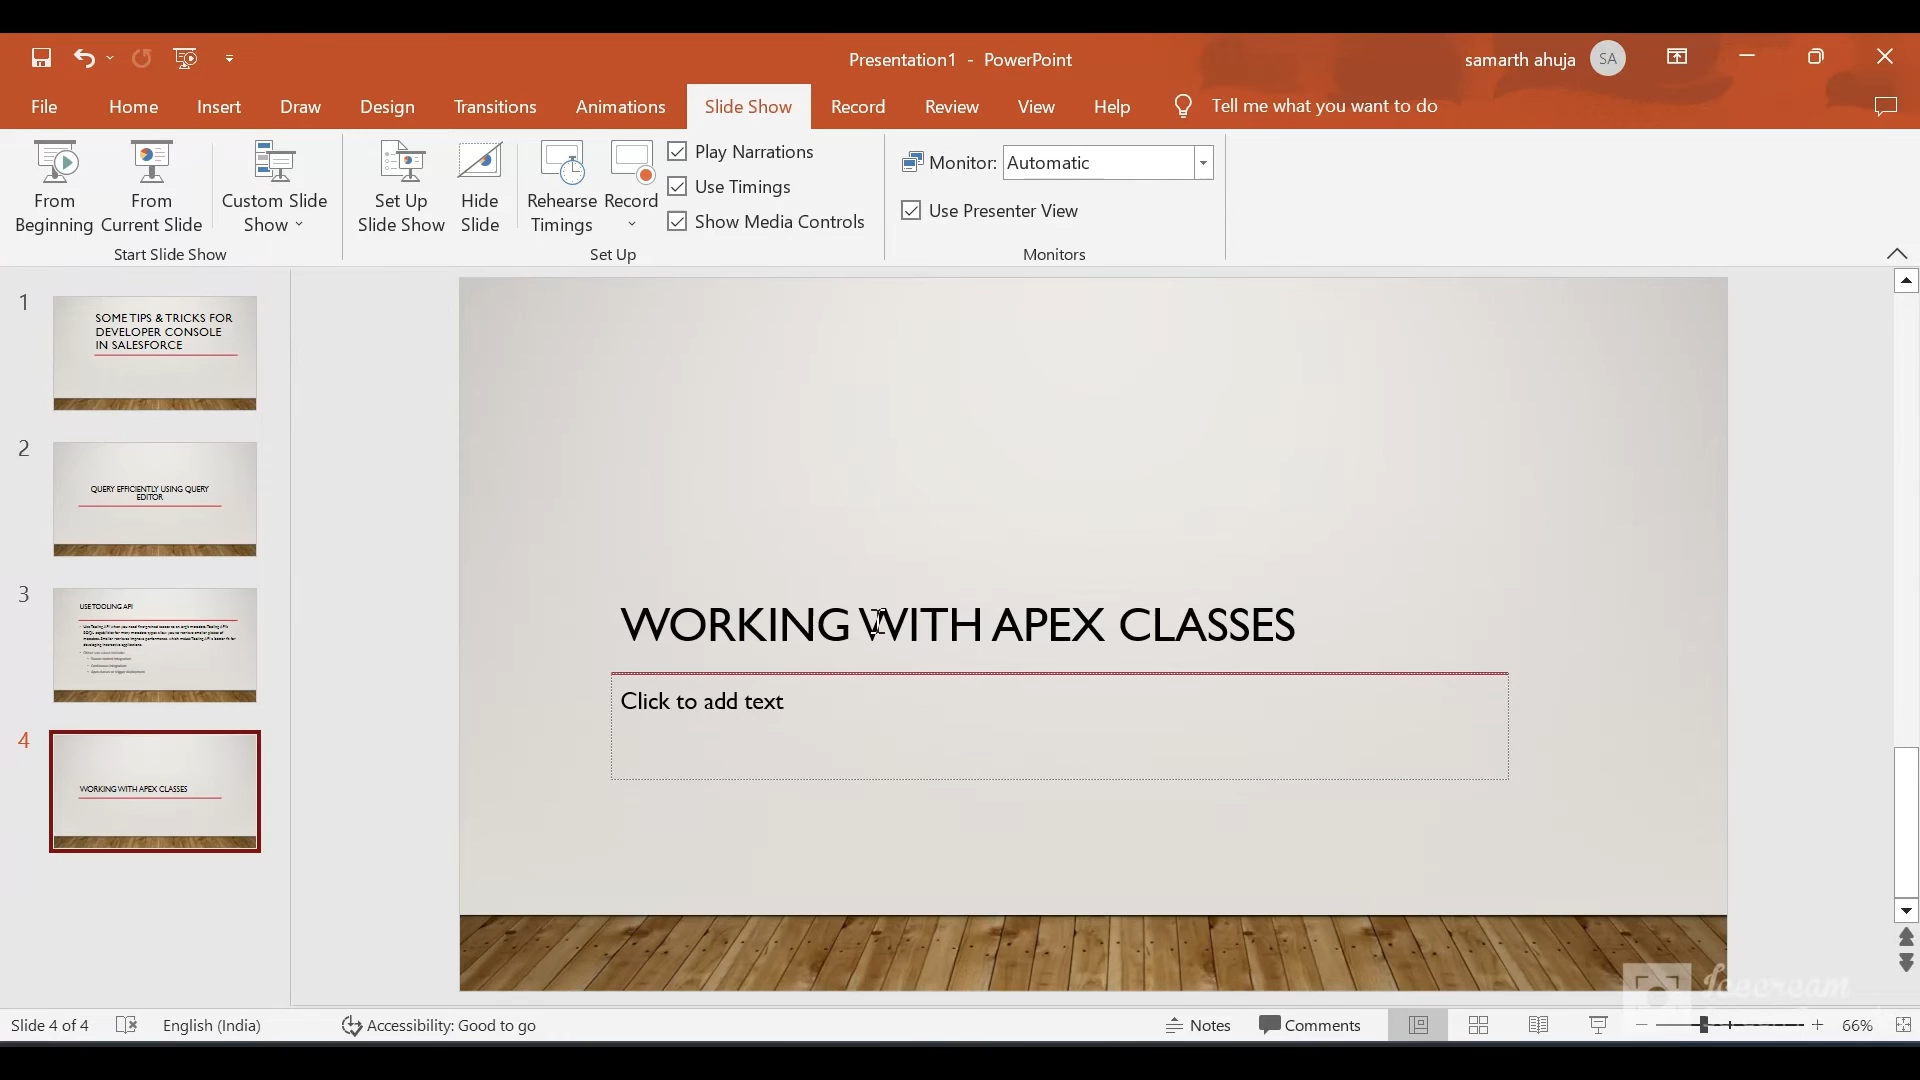 Presentation1 - PowerPoint
samarth ahuja
SA
File
Home
Insert
Draw
Design
Transitions
Animations
Slide Show
Record
Review
View
Help
Tell me what you want to do
From
Beginning
From
Current Slide
Custom Slide
Show
Start Slide Show
Set Up
Slide Show
Hide
Slide
Rehearse
Timings
Record
Play Narrations
Use Timings
Show Media Controls
Set Up
Monitor:
Automatic
Use Presenter View
Monitors
1
SOME TIPS & TRICKS FOR
DEVELOPER CONSOLE
IN SALESFORCE
2
QUERY EFFICIENTLY USING QUERY
EDITOR
3
USE TOOLING API
4
WORKING WITH APEX CLASSES
WORKING WITH APEX CLASSES
Click to add text
Icecream
Slide 4 of 4
English (India)
Accessibility: Good to go
Notes
Comments
66%